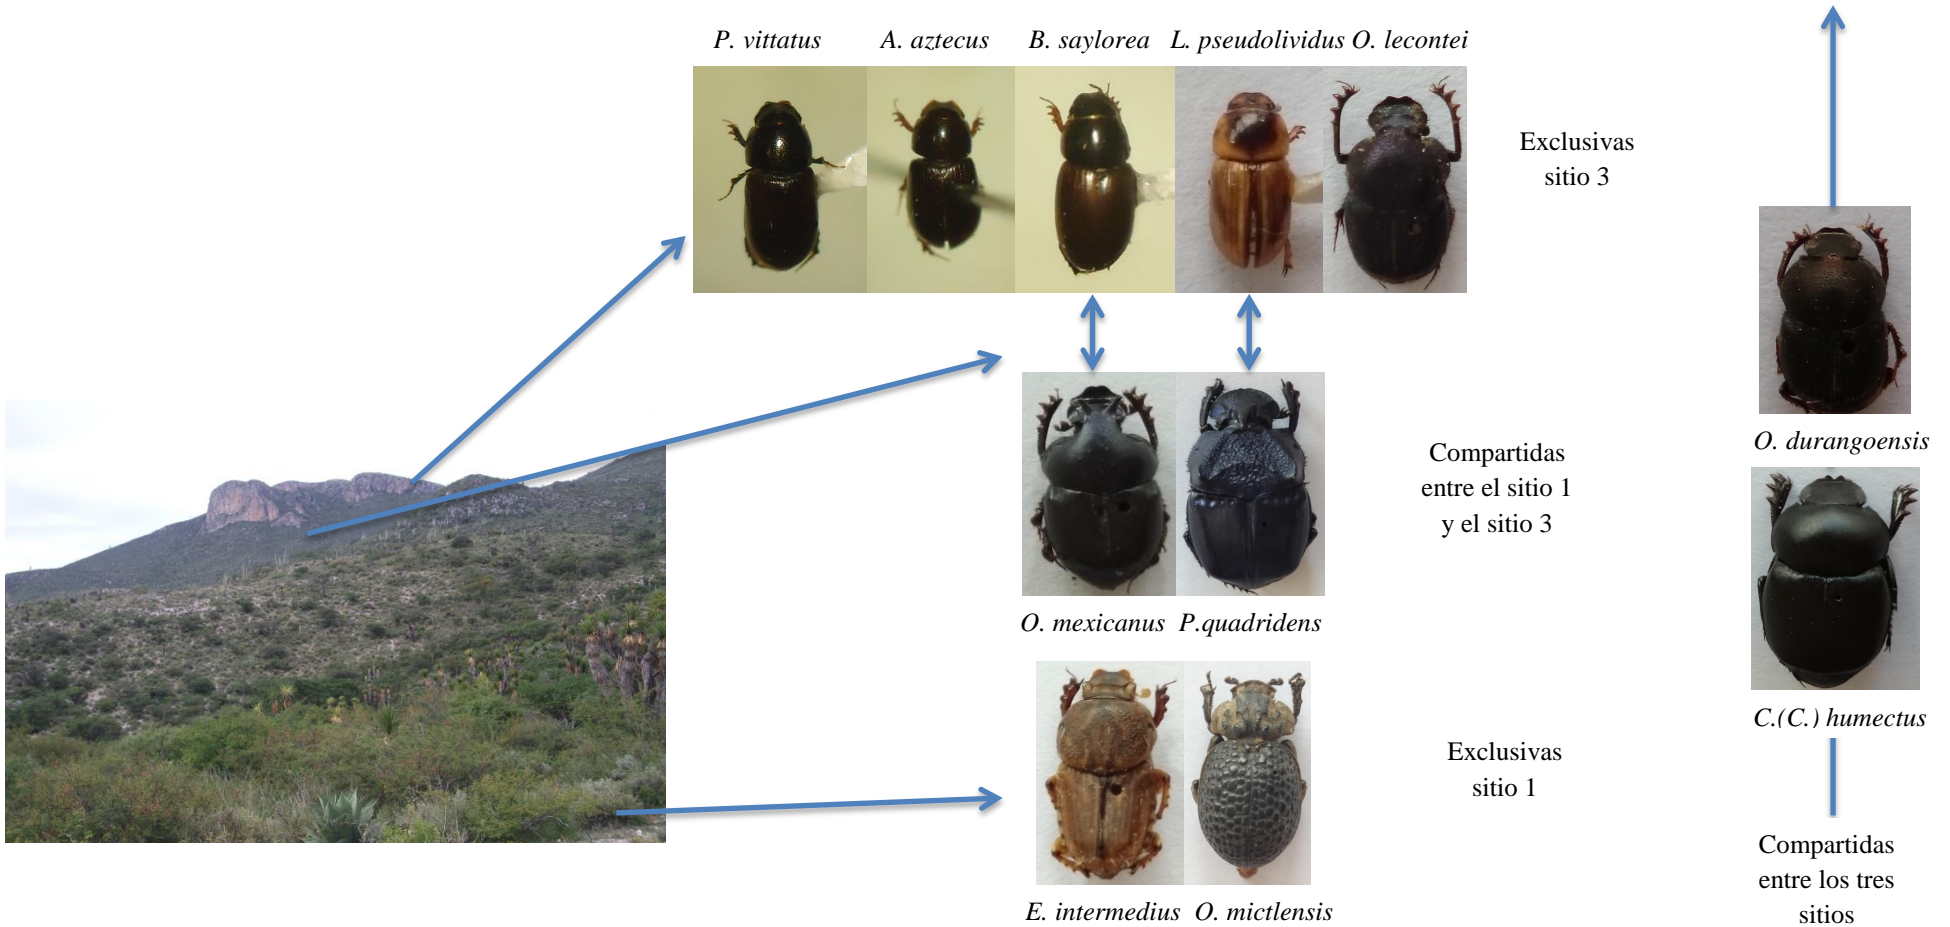 P. vittatus
A. aztecus
B. saylorea
L. pseudolividus
O. lecontei
Exclusivas
sitio 3
O. durangoensis
Compartidas
entre el sitio 1
y el sitio 3
O. mexicanus
P.quadridens
C.(C.) humectus
Exclusivas
sitio 1
E. intermedius
O. mictlensis
Compartidas
entre los tres
sitios